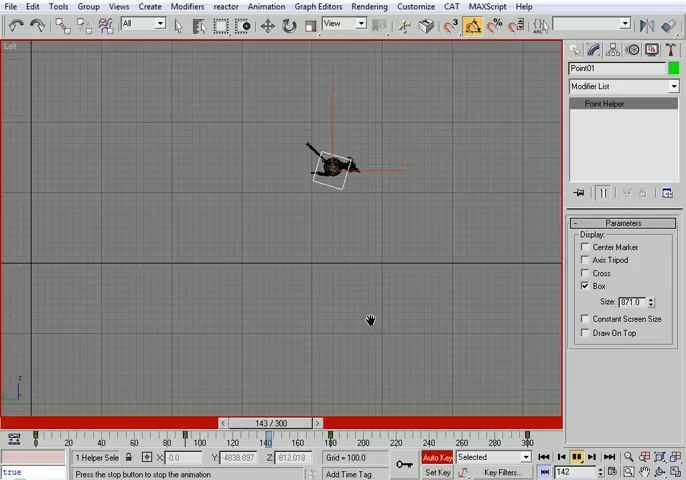 File Edit Tools Group Views Create Modifiers reactor Animation Graph Editors Rendering Customize CAT MAXScript Help
All View 3 ABC
Left
Point01
Modifier List
Point Helper
Parameters
Display:
Center Marker
Axis Tripod
Cross
Box
Size: 871.0
Constant Screen Size
Draw On Top
z
x
143 / 300
0 20 40 60 80 100 120 140 160 180 200 220 240 260 280 300
1 Helper Sele X: -0.0 Y: -4838.897 Z: -812.018 Grid = 100.0 Auto Key Selected
true Press the stop button to stop the animation Add Time Tag Set Key Key Filters... 142